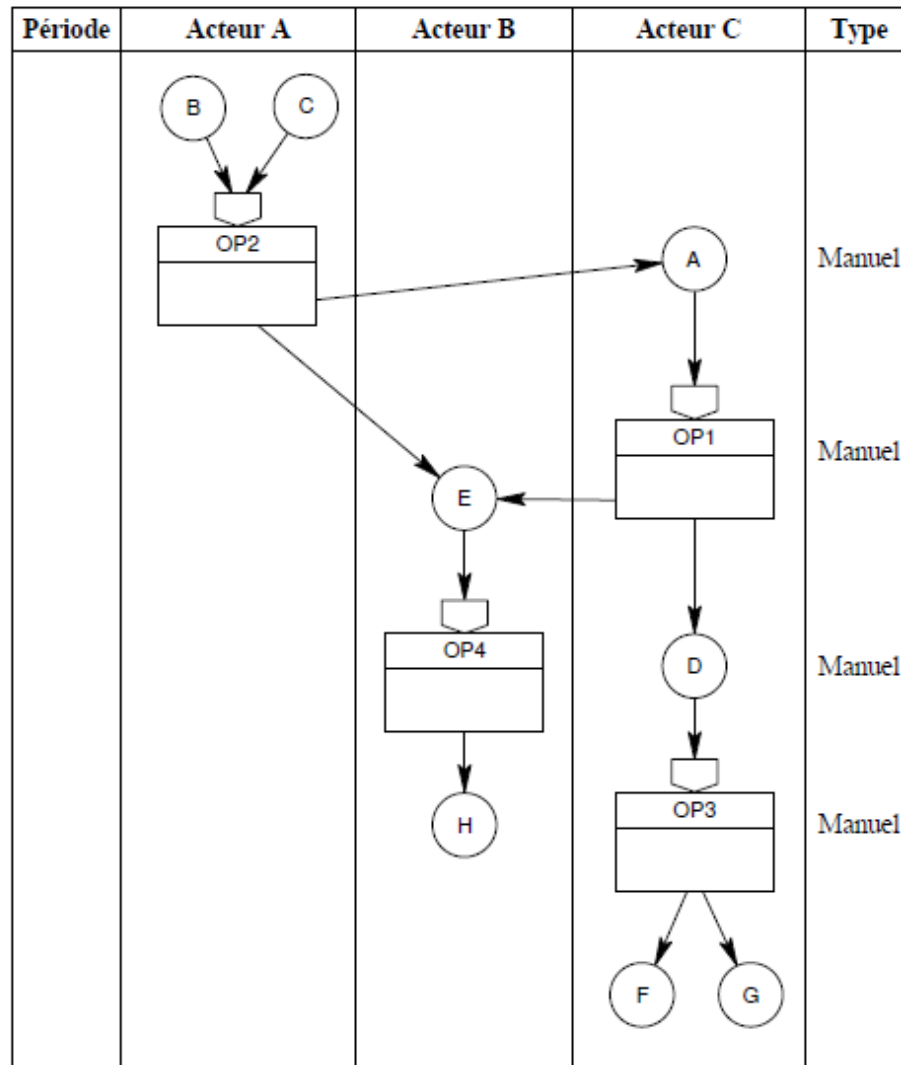 Période Acteur A Acteur B Acteur C Type
B C
OP2
A Manuel
OP1
Manuel
E
OP4
D Manuel
OP3
H Manuel
F G